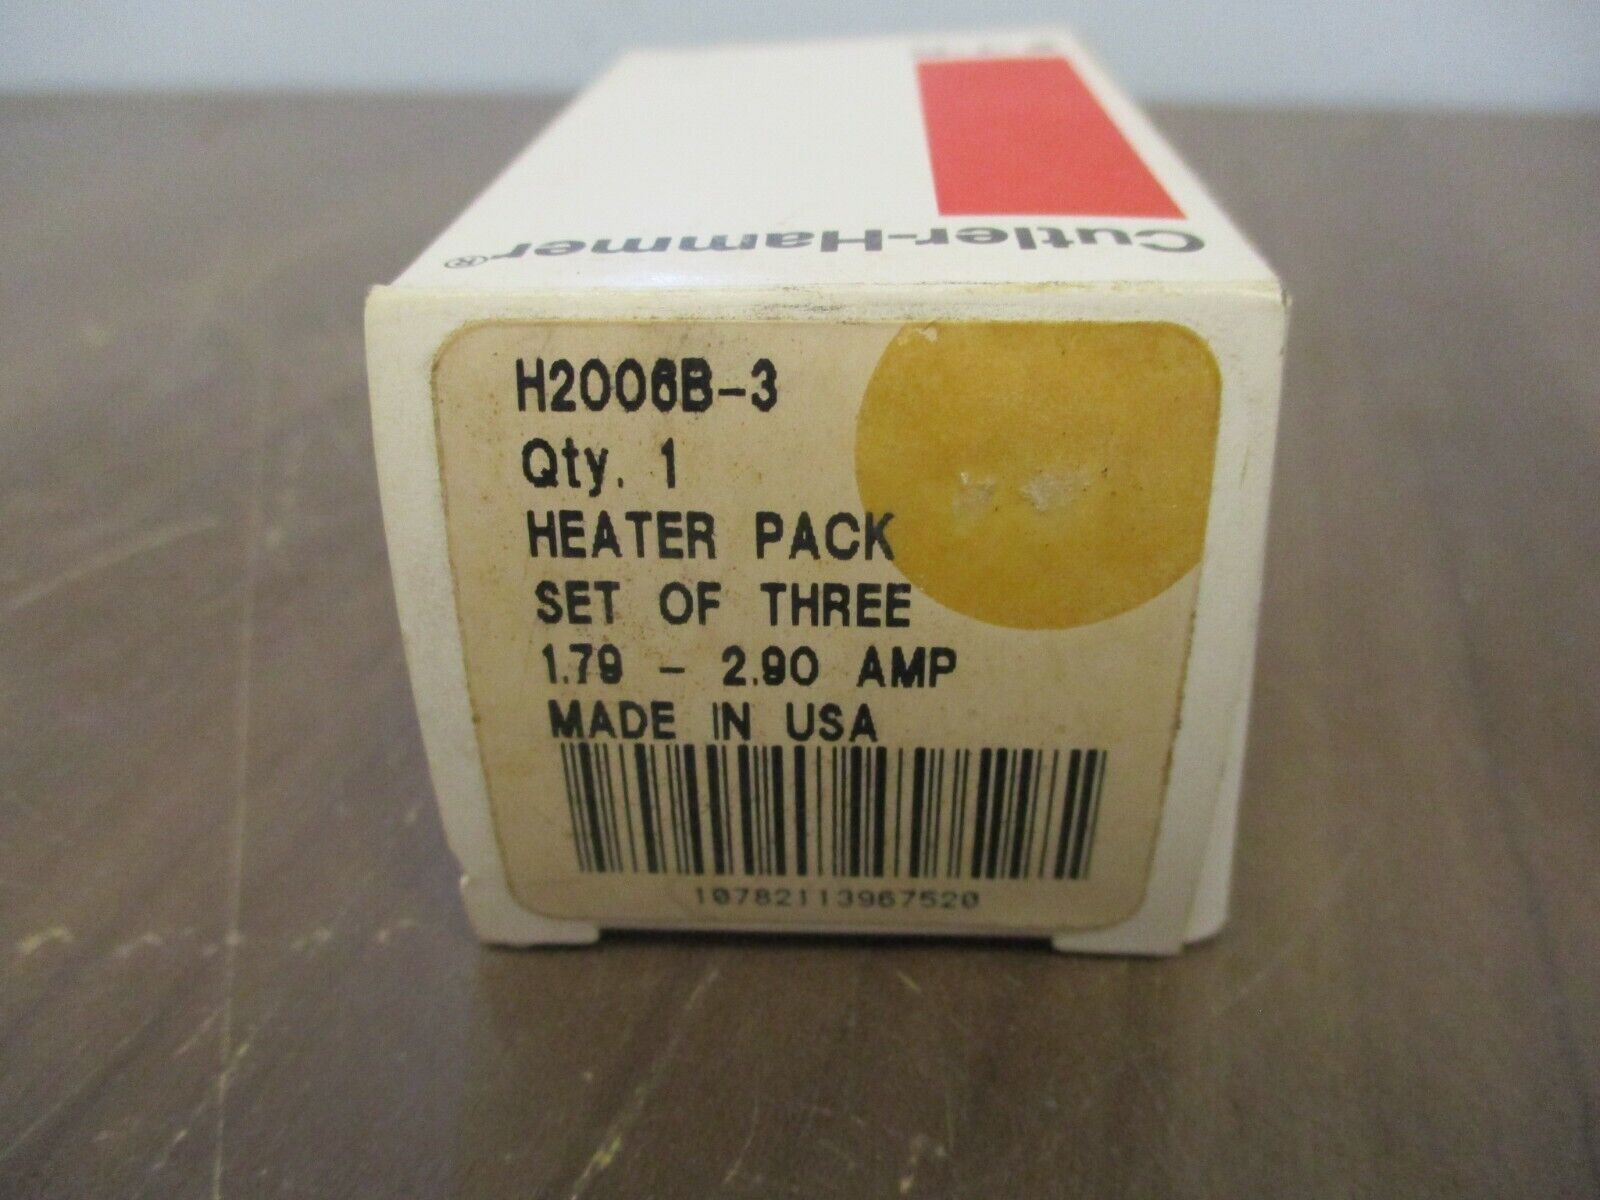 Cutler-Hammer®
H2006B-3
Qty. 1
HEATER PACK
SET OF THREE
1.79 - 2.90 AMP
MADE IN USA
10782113967520